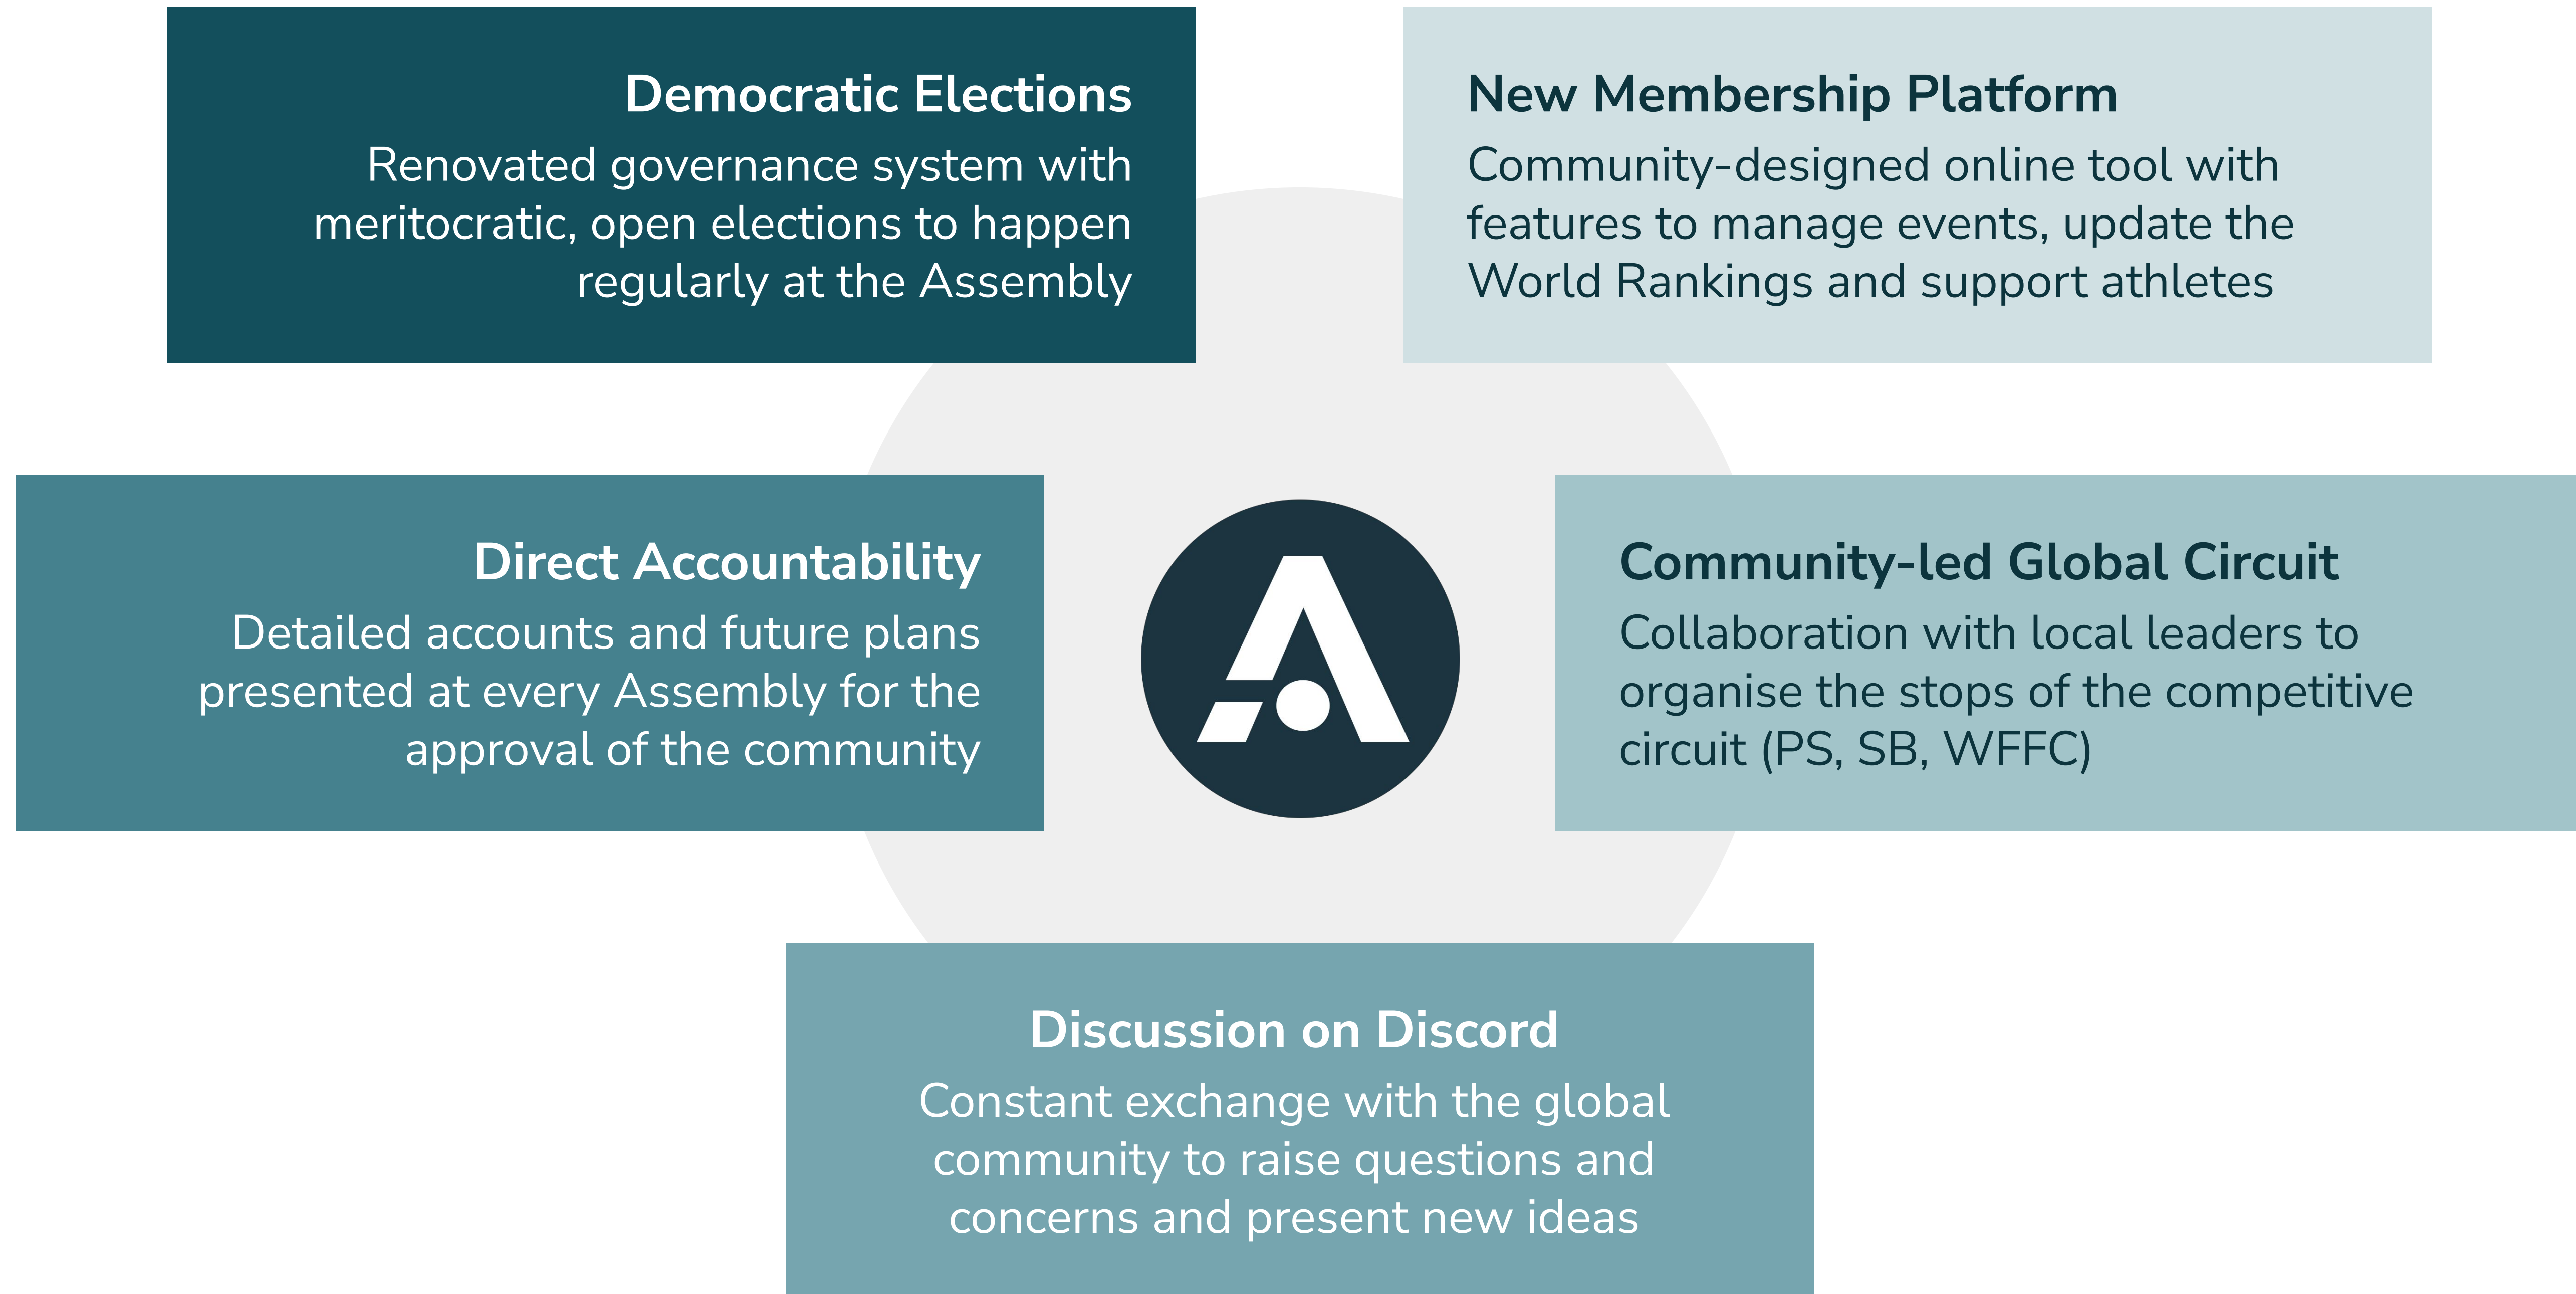 Democratic Elections
Renovated governance system with
meritocratic, open elections to happen
regularly at the Assembly
New Membership Platform
Community-designed online tool with
features to manage events, update the
World Rankings and support athletes
Direct Accountability
Detailed accounts and future plans
presented at every Assembly for the
approval of the community
Community-led Global Circuit
Collaboration with local leaders to
organise the stops of the competitive
circuit (PS, SB, WFFC)
Discussion on Discord
Constant exchange with the global
community to raise questions and
concerns and present new ideas